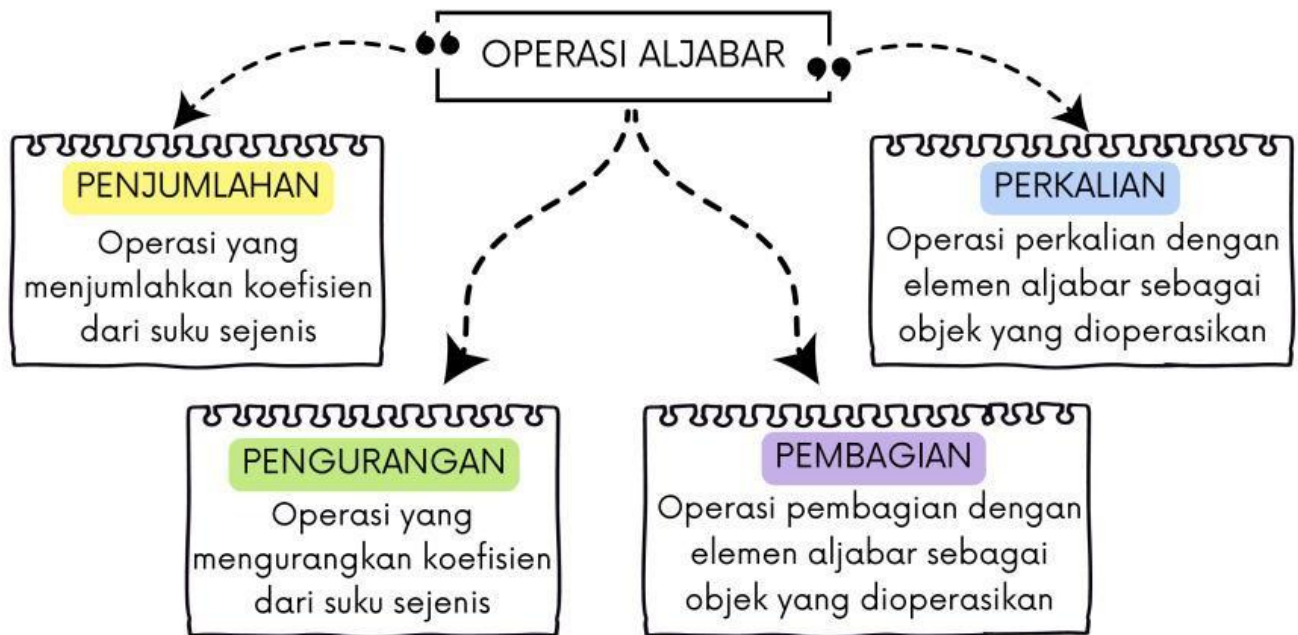 OPERASI ALJABAR
PENJUMLAHAN
Operasi yang
menjumlahkan koefisien
dari suku sejenis
PERKALIAN
Operasi perkalian dengan
elemen aljabar sebagai
objek yang dioperasikan
PENGURANGAN
Operasi yang
mengurangkan koefisien
dari suku sejenis
PEMBAGIAN
Operasi pembagian dengan
elemen aljabar sebagai
objek yang dioperasikan